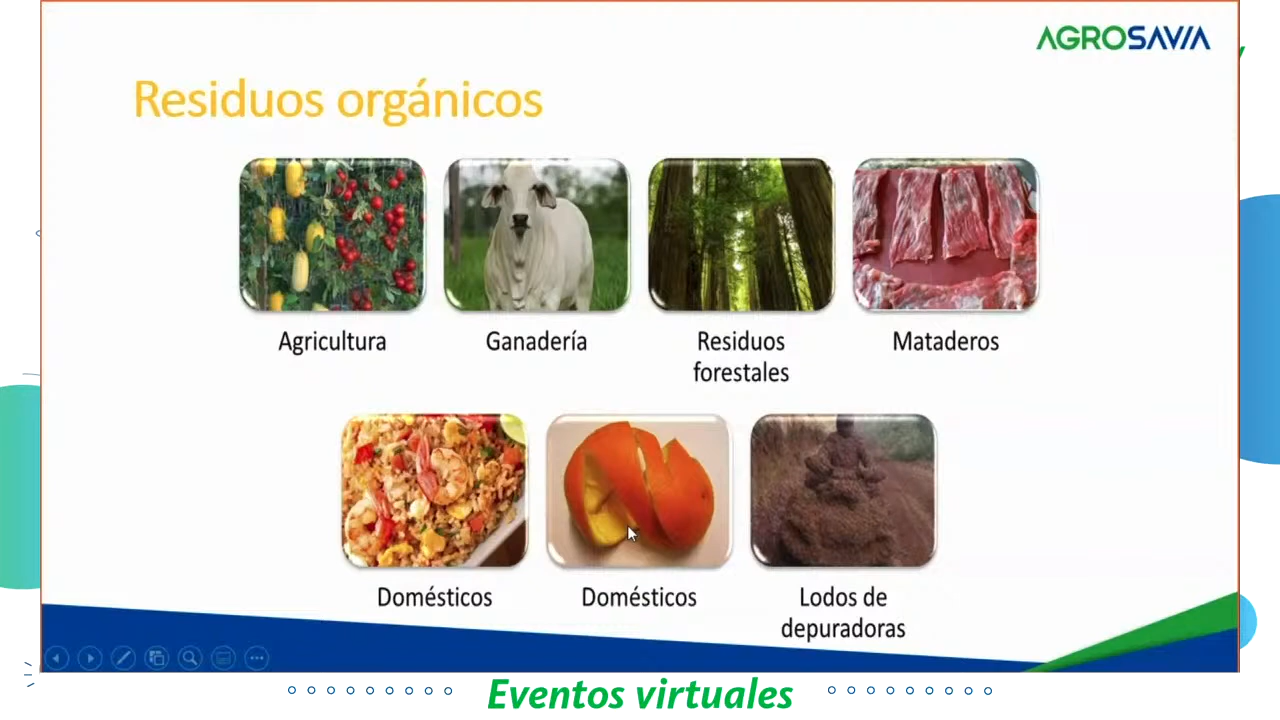 AGROSAVIA
Residuos orgánicos
Agricultura
Ganadería
Residuos
forestales
Mataderos
Domésticos
Domésticos
Lodos de
depuradoras
Eventos virtuales